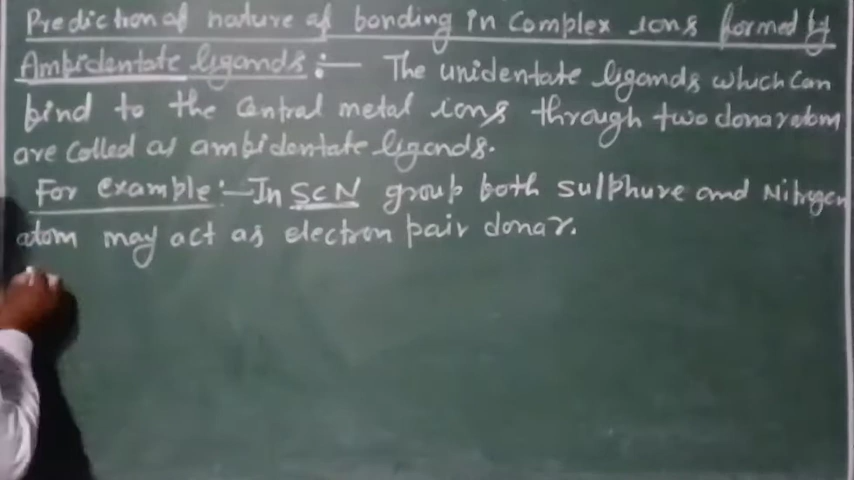 Prediction of nature of bonding in Complex ions formed by
Ambidentate ligands :— The unidentate ligands which can
bind to the central metal ions through two donar atom
are called as ambidentate ligands.
For example :— In SCN group both sulphure and Nitrogen
atom may act as electron pair donar.